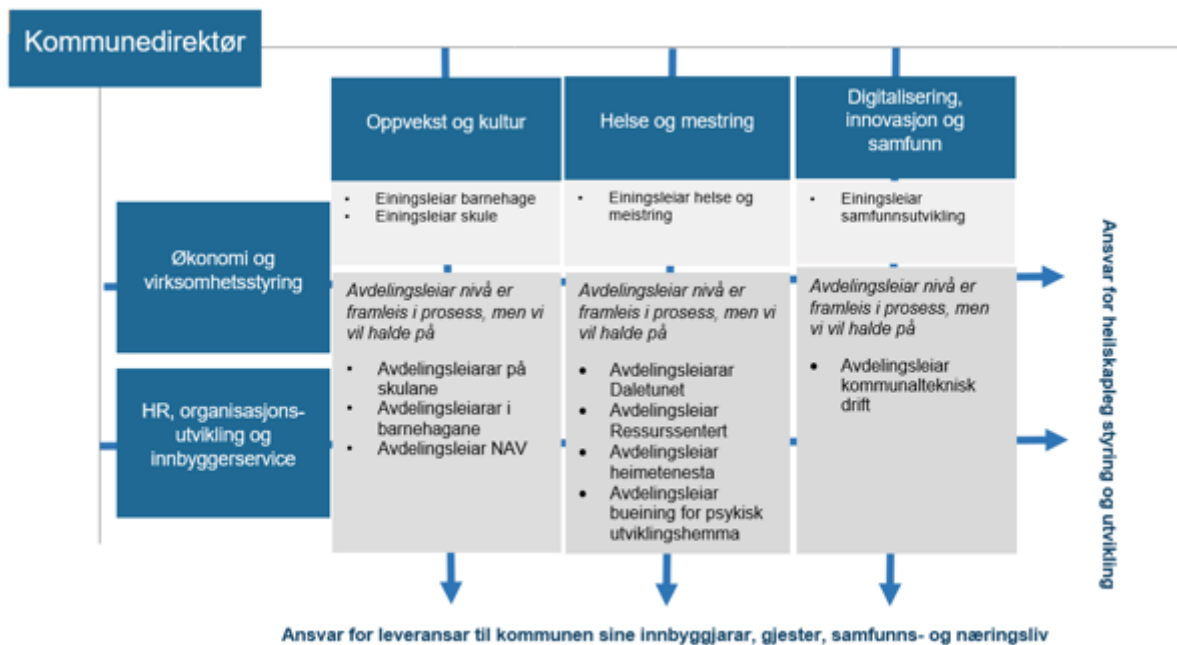 Kommunedirektør
Oppvekst og kultur
Helse og mestring
Digitalisering,
innovasjon og
samfunn
• Einingsleiar barnehage
• Einingsleiar skule
• Einingsleiar helse og
meistring
• Einingsleiar
samfunnsutvikling
Økonomi og
virksomhetsstyring
HR, organisasjons-
utvikling og
innbyggerservice
Avdelingsleiar nivå er
framleis i prosess, men vi
vil halde på
• Avdelingsleiarar på
skulane
• Avdelingsleiarar i
barnehagane
• Avdelingsleiar NAV
Avdelingsleiar nivå er
framleis i prosess, men vi
vil halde på
• Avdelingsleiarar
Daletunet
• Avdelingsleiar
Ressurssentert
• Avdelingsleiar
heimetenesta
• Avdelingsleiar
bueining for psykisk
utviklingshemma
Avdelingsleiar nivå er
framleis i prosess, men vi
vil halde på
• Avdelingsleiar
kommunalteknisk
drift
Ansvar for heilskapleg styring og utvikling
Ansvar for leveransar til kommunen sine innbyggjarar, gjester, samfunns- og næringsliv